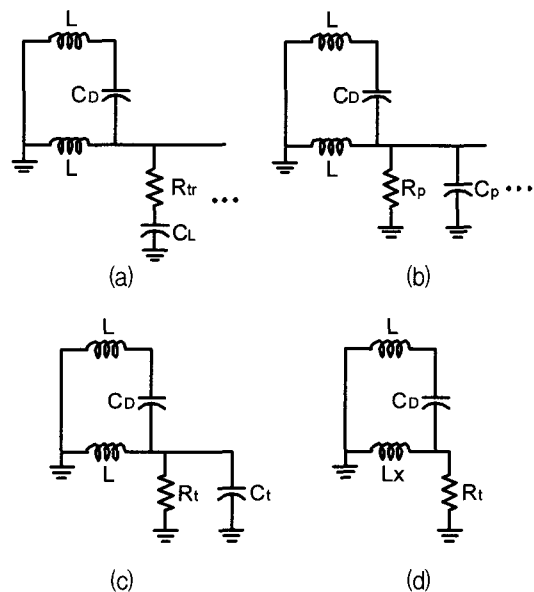 L
L
CD
CD
L
L
Rtr
CL
...
Rp
Cp
...
(a)
(b)
L
L
CD
CD
L
Lx
Rt
Ct
Rt
(c)
(d)